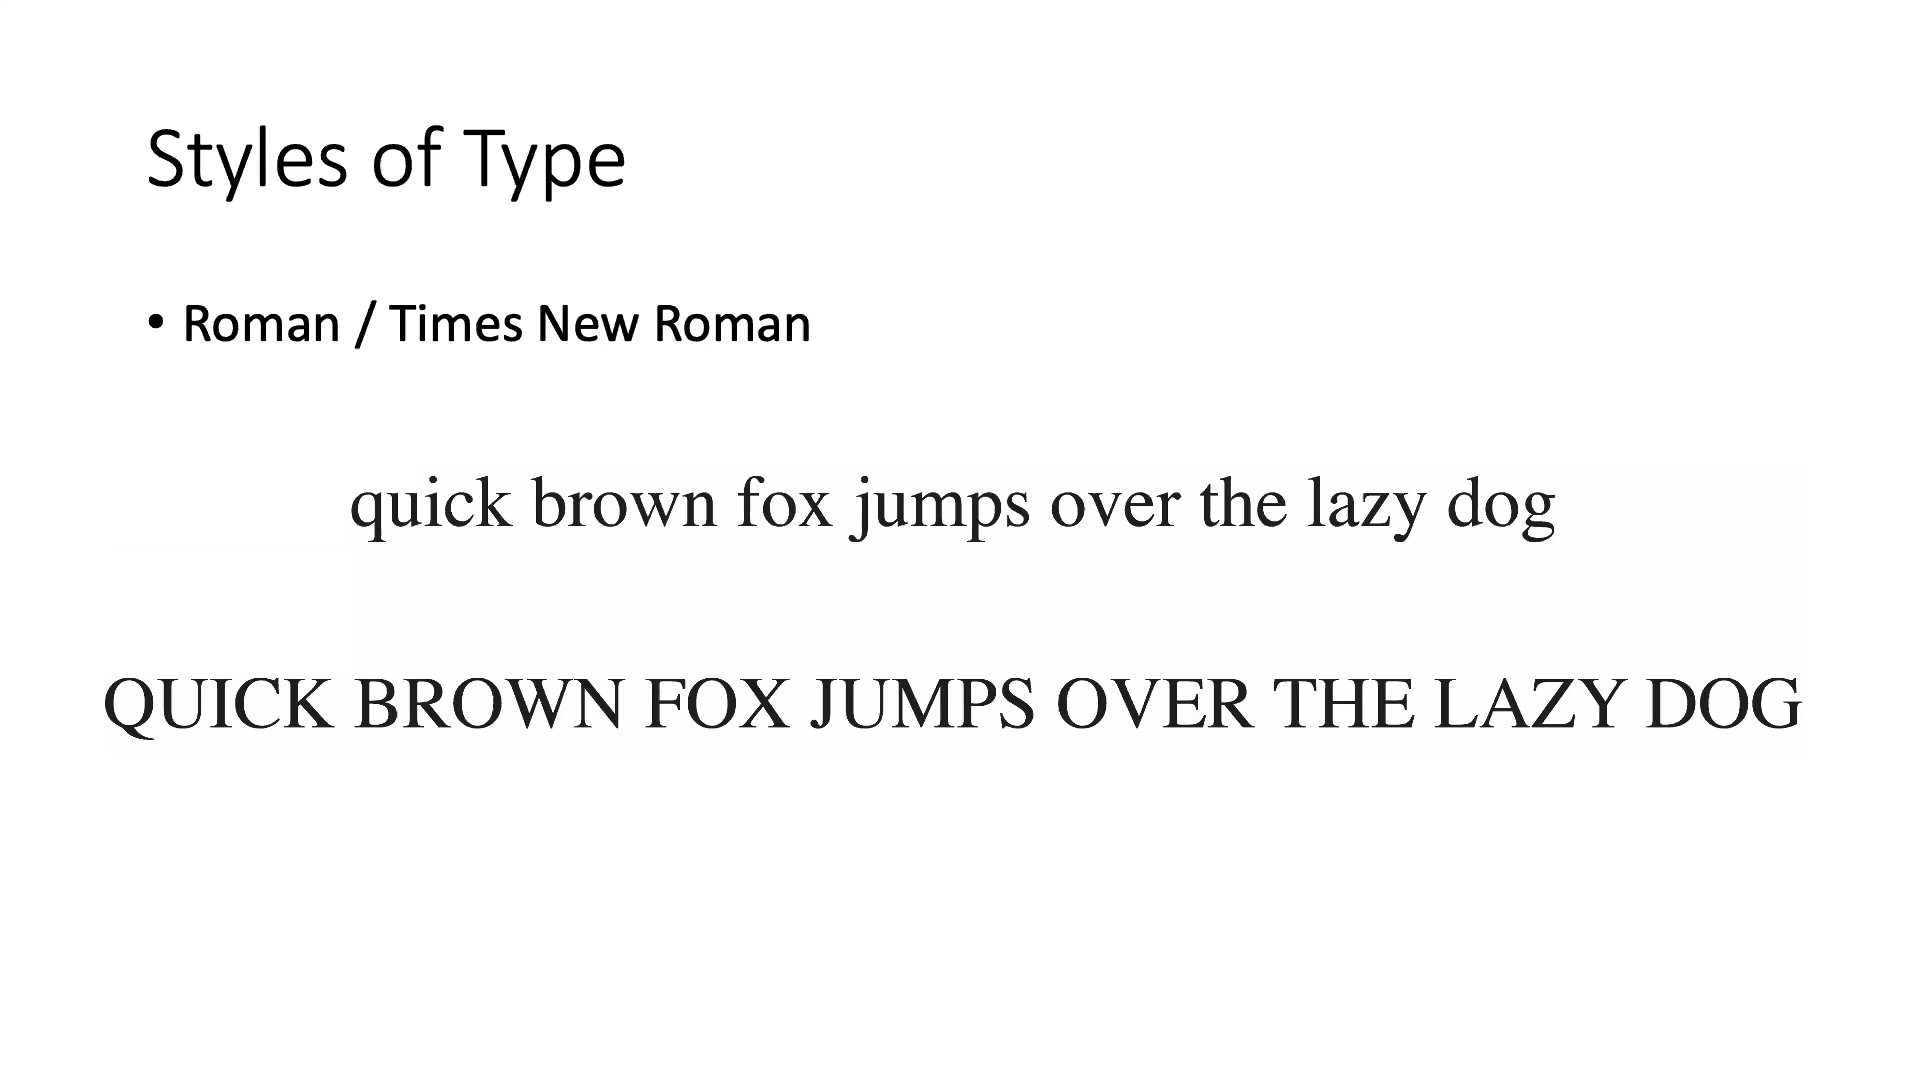 Styles of Type
• Roman / Times New Roman
quick brown fox jumps over the lazy dog
QUICK BROWN FOX JUMPS OVER THE LAZY DOG